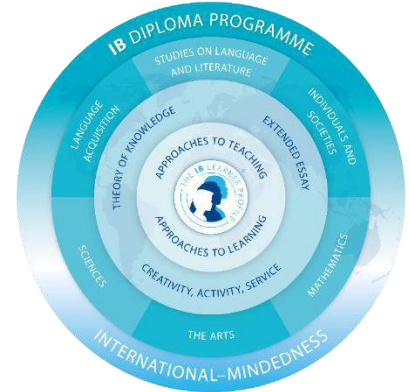 IB DIPLOMA PROGRAMME
STUDIES ON LANGUAGE
AND LITERATURE
LANGUAGE
ACQUISITION
INDIVIDUALS AND
SOCIETIES
THEORY OF KNOWLEDGE
EXTENDED ESSAY
APPROACHES TO TEACHING
THE IB LEARNER PROFILE
APPROACHES TO LEARNING
CREATIVITY, ACTIVITY, SERVICE
SCIENCES
MATHEMATICS
THE ARTS
INTERNATIONAL-MINDEDNESS